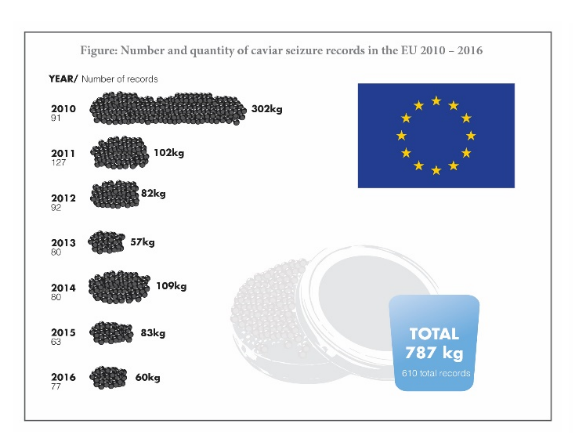 Figure: Number and quantity of caviar seizure records in the EU 2010 – 2016
YEAR/ Number of records
2010 302kg
91
2011 102kg
127
2012 82kg
92
2013 57kg
80
2014 109kg
80
2015 83kg
63
2016 60kg
77
TOTAL
787 kg
610 total records